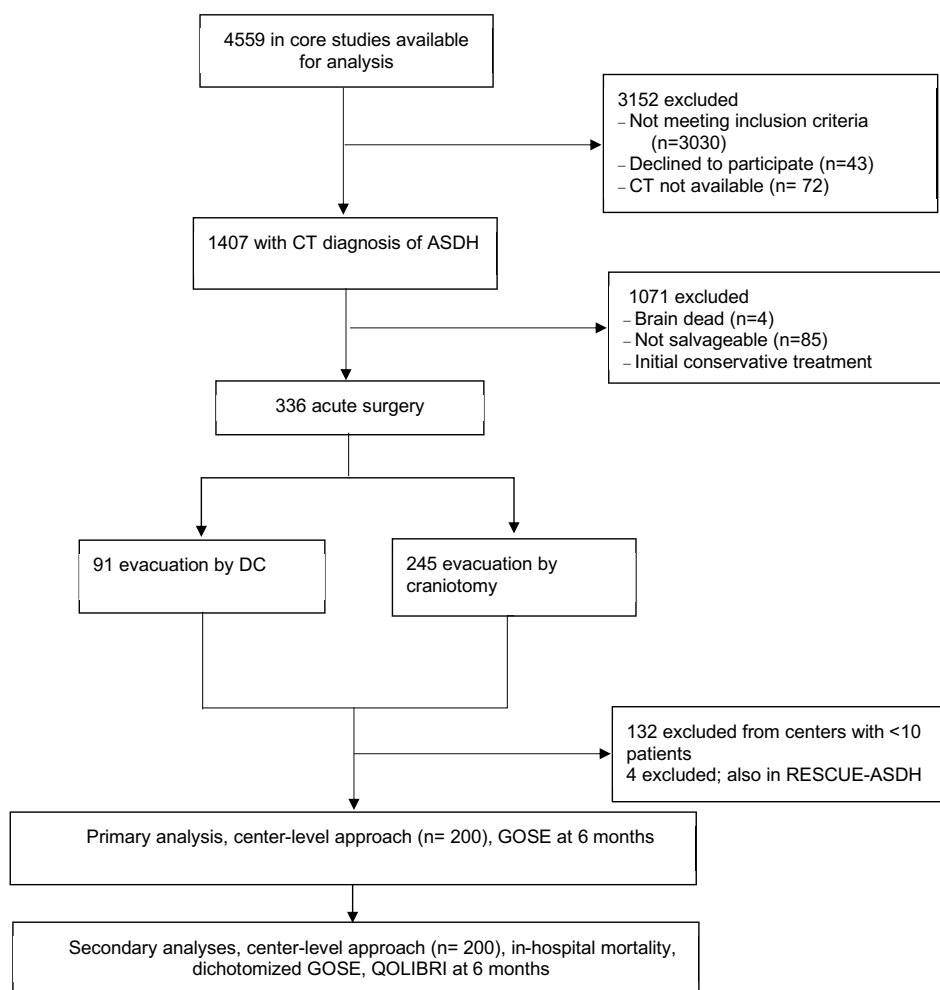 4559 in core studies available
for analysis
3152 excluded
– Not meeting inclusion criteria
(n=3030)
– Declined to participate (n=43)
– CT not available (n= 72)
1407 with CT diagnosis of ASDH
1071 excluded
– Brain dead (n=4)
– Not salvageable (n=85)
– Initial conservative treatment
336 acute surgery
91 evacuation by DC
245 evacuation by
craniotomy
132 excluded from centers with <10
patients
4 excluded; also in RESCUE-ASDH
Primary analysis, center-level approach (n= 200), GOSE at 6 months
Secondary analyses, center-level approach (n= 200), in-hospital mortality,
dichotomized GOSE, QOLIBRI at 6 months